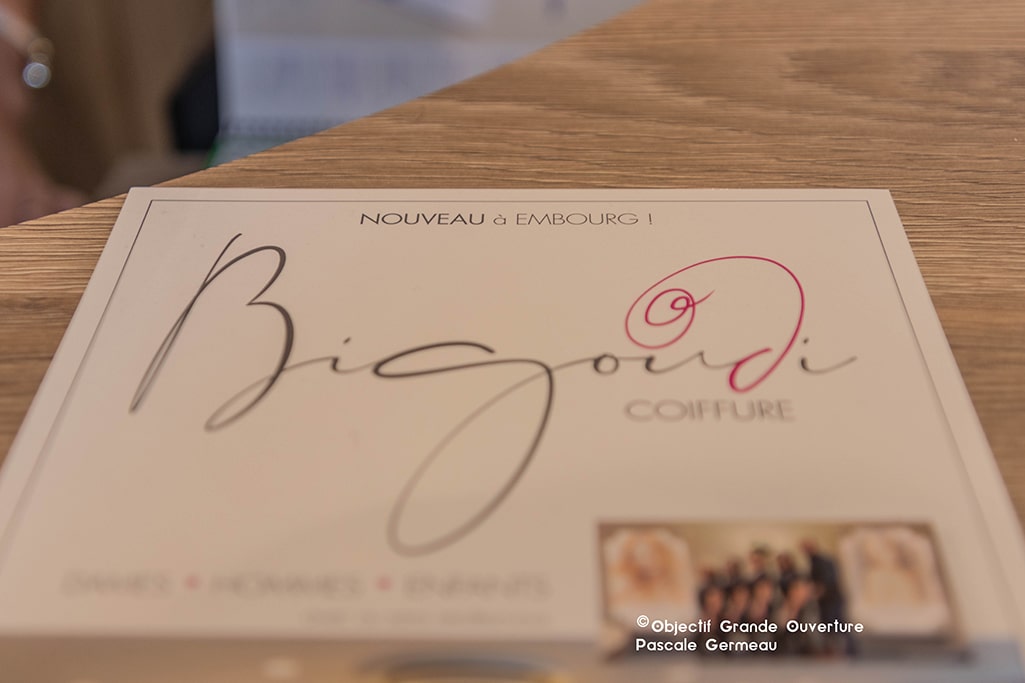 NOUVEAU à EMBOURG !
Bigoudi
COIFFURE
DAMES • HOMMES • ENFANTS
©Objectif Grande Ouverture
Pascale Germeau